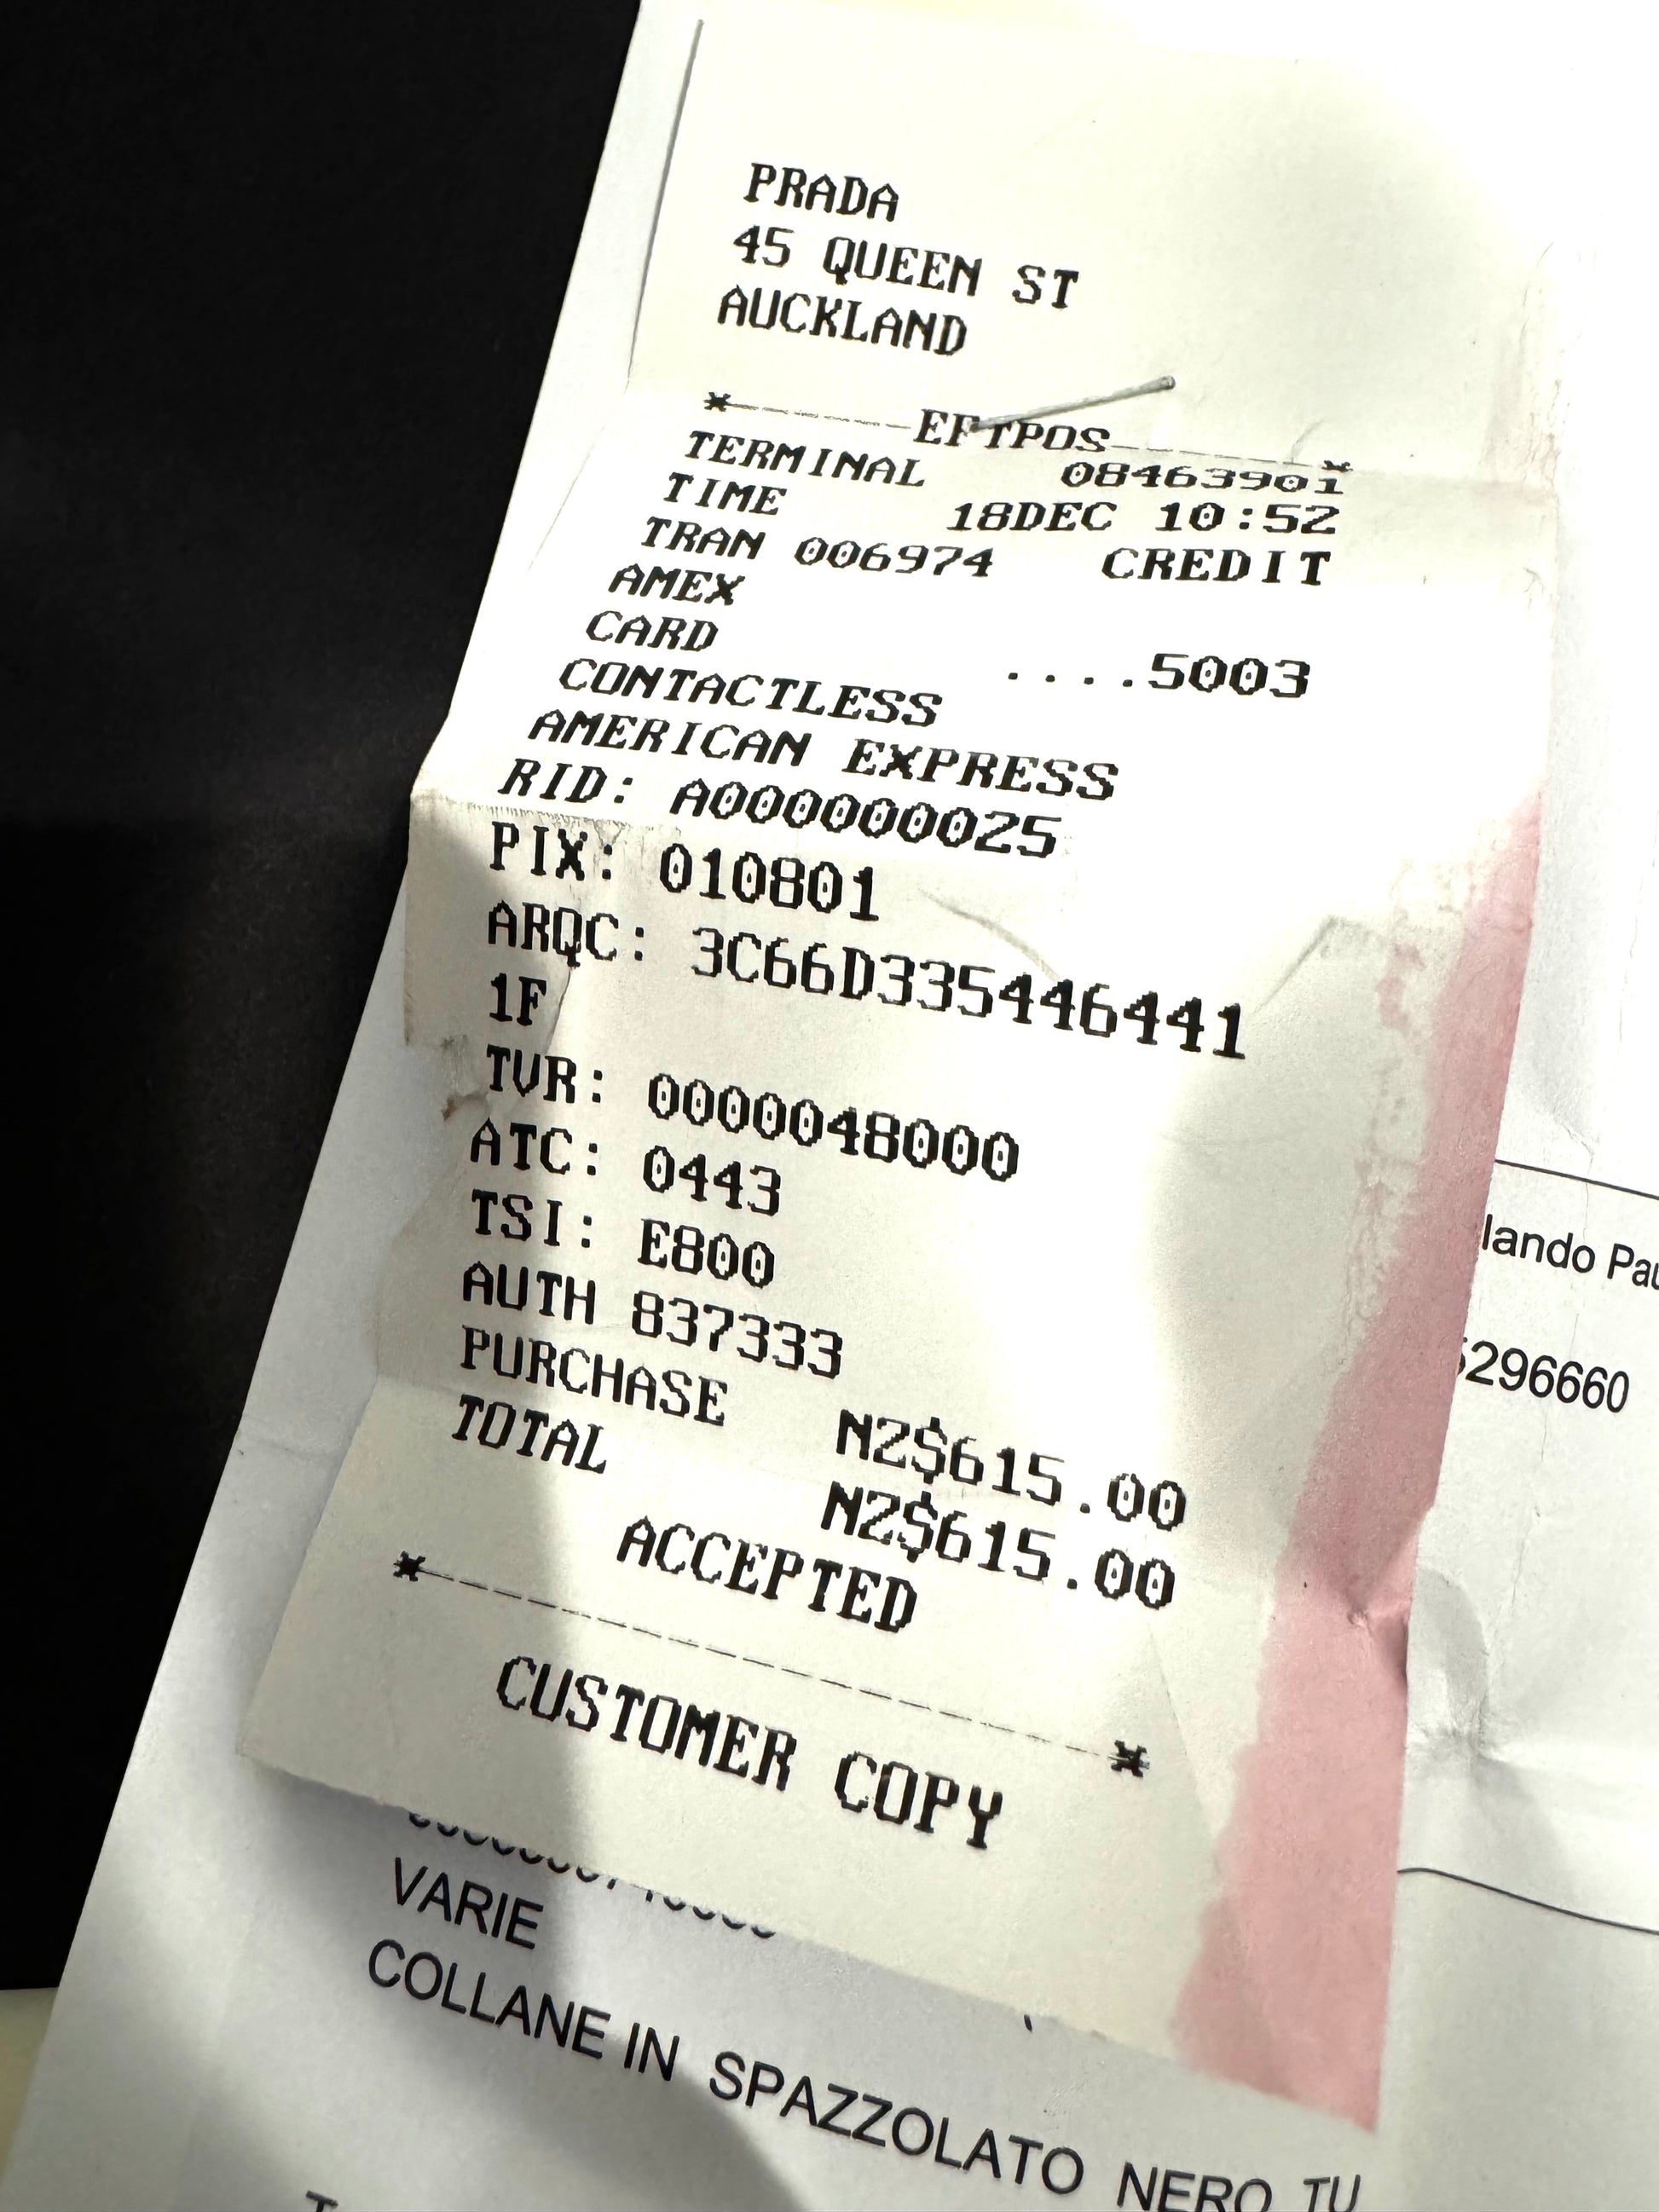 PRADA
45 QUEEN ST
AUCKLAND
*------EFTPOS------*
TERMINAL 08463901
TIME 18DEC 10:52
TRAN 006974 CREDIT
AMEX
CARD ....5003
CONTACTLESS
AMERICAN EXPRESS
RID: A000000025
PIX: 010801
ARQC: 3C66D335446441
1F
TVR: 0000048000
ATC: 0443
TSI: E800
AUTH 837333
PURCHASE NZ$615.00
TOTAL NZ$615.00
ACCEPTED
*------------------*
CUSTOMER COPY
lando Pau
296660
VARIE
COLLANE IN SPAZZOLATO NERO TU